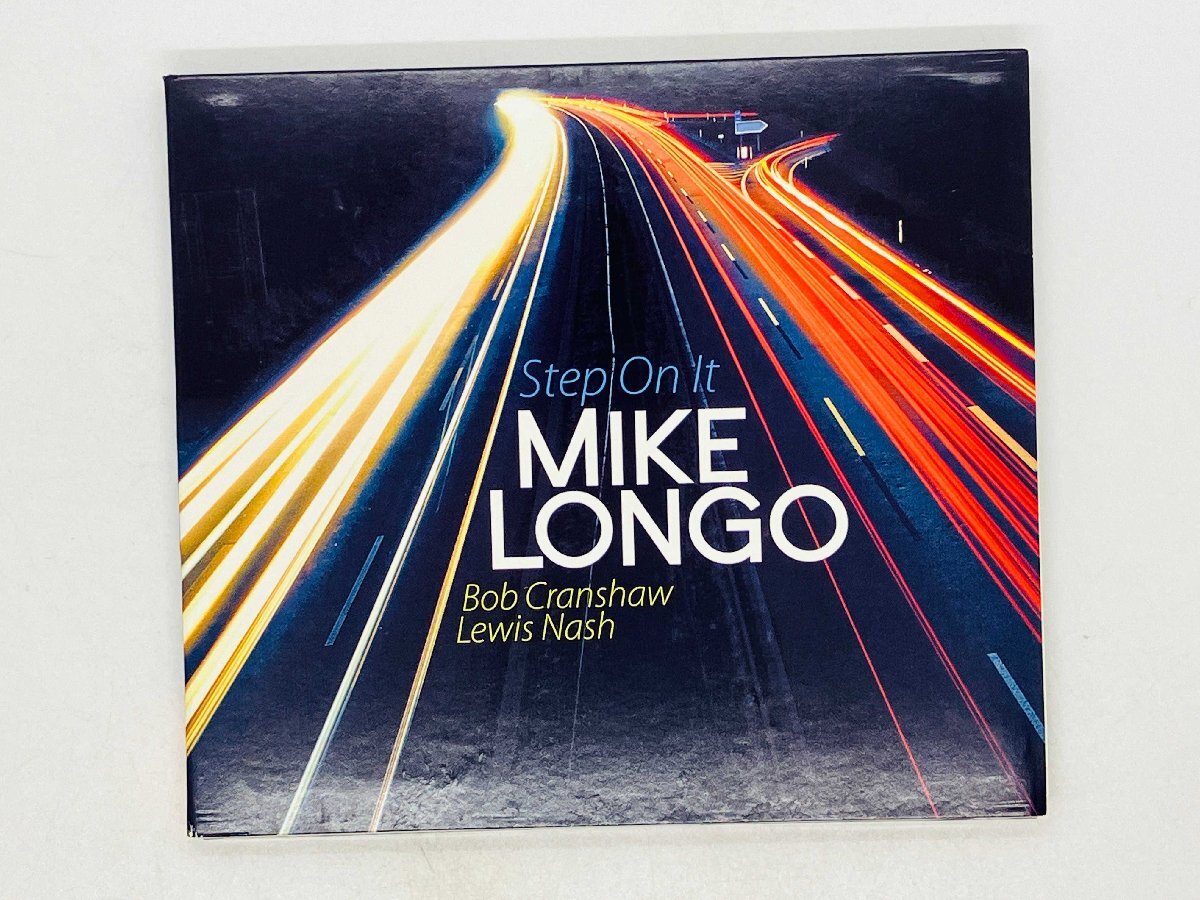 Step On It
MIKE
LONGO
Bob Cranshaw
Lewis Nash